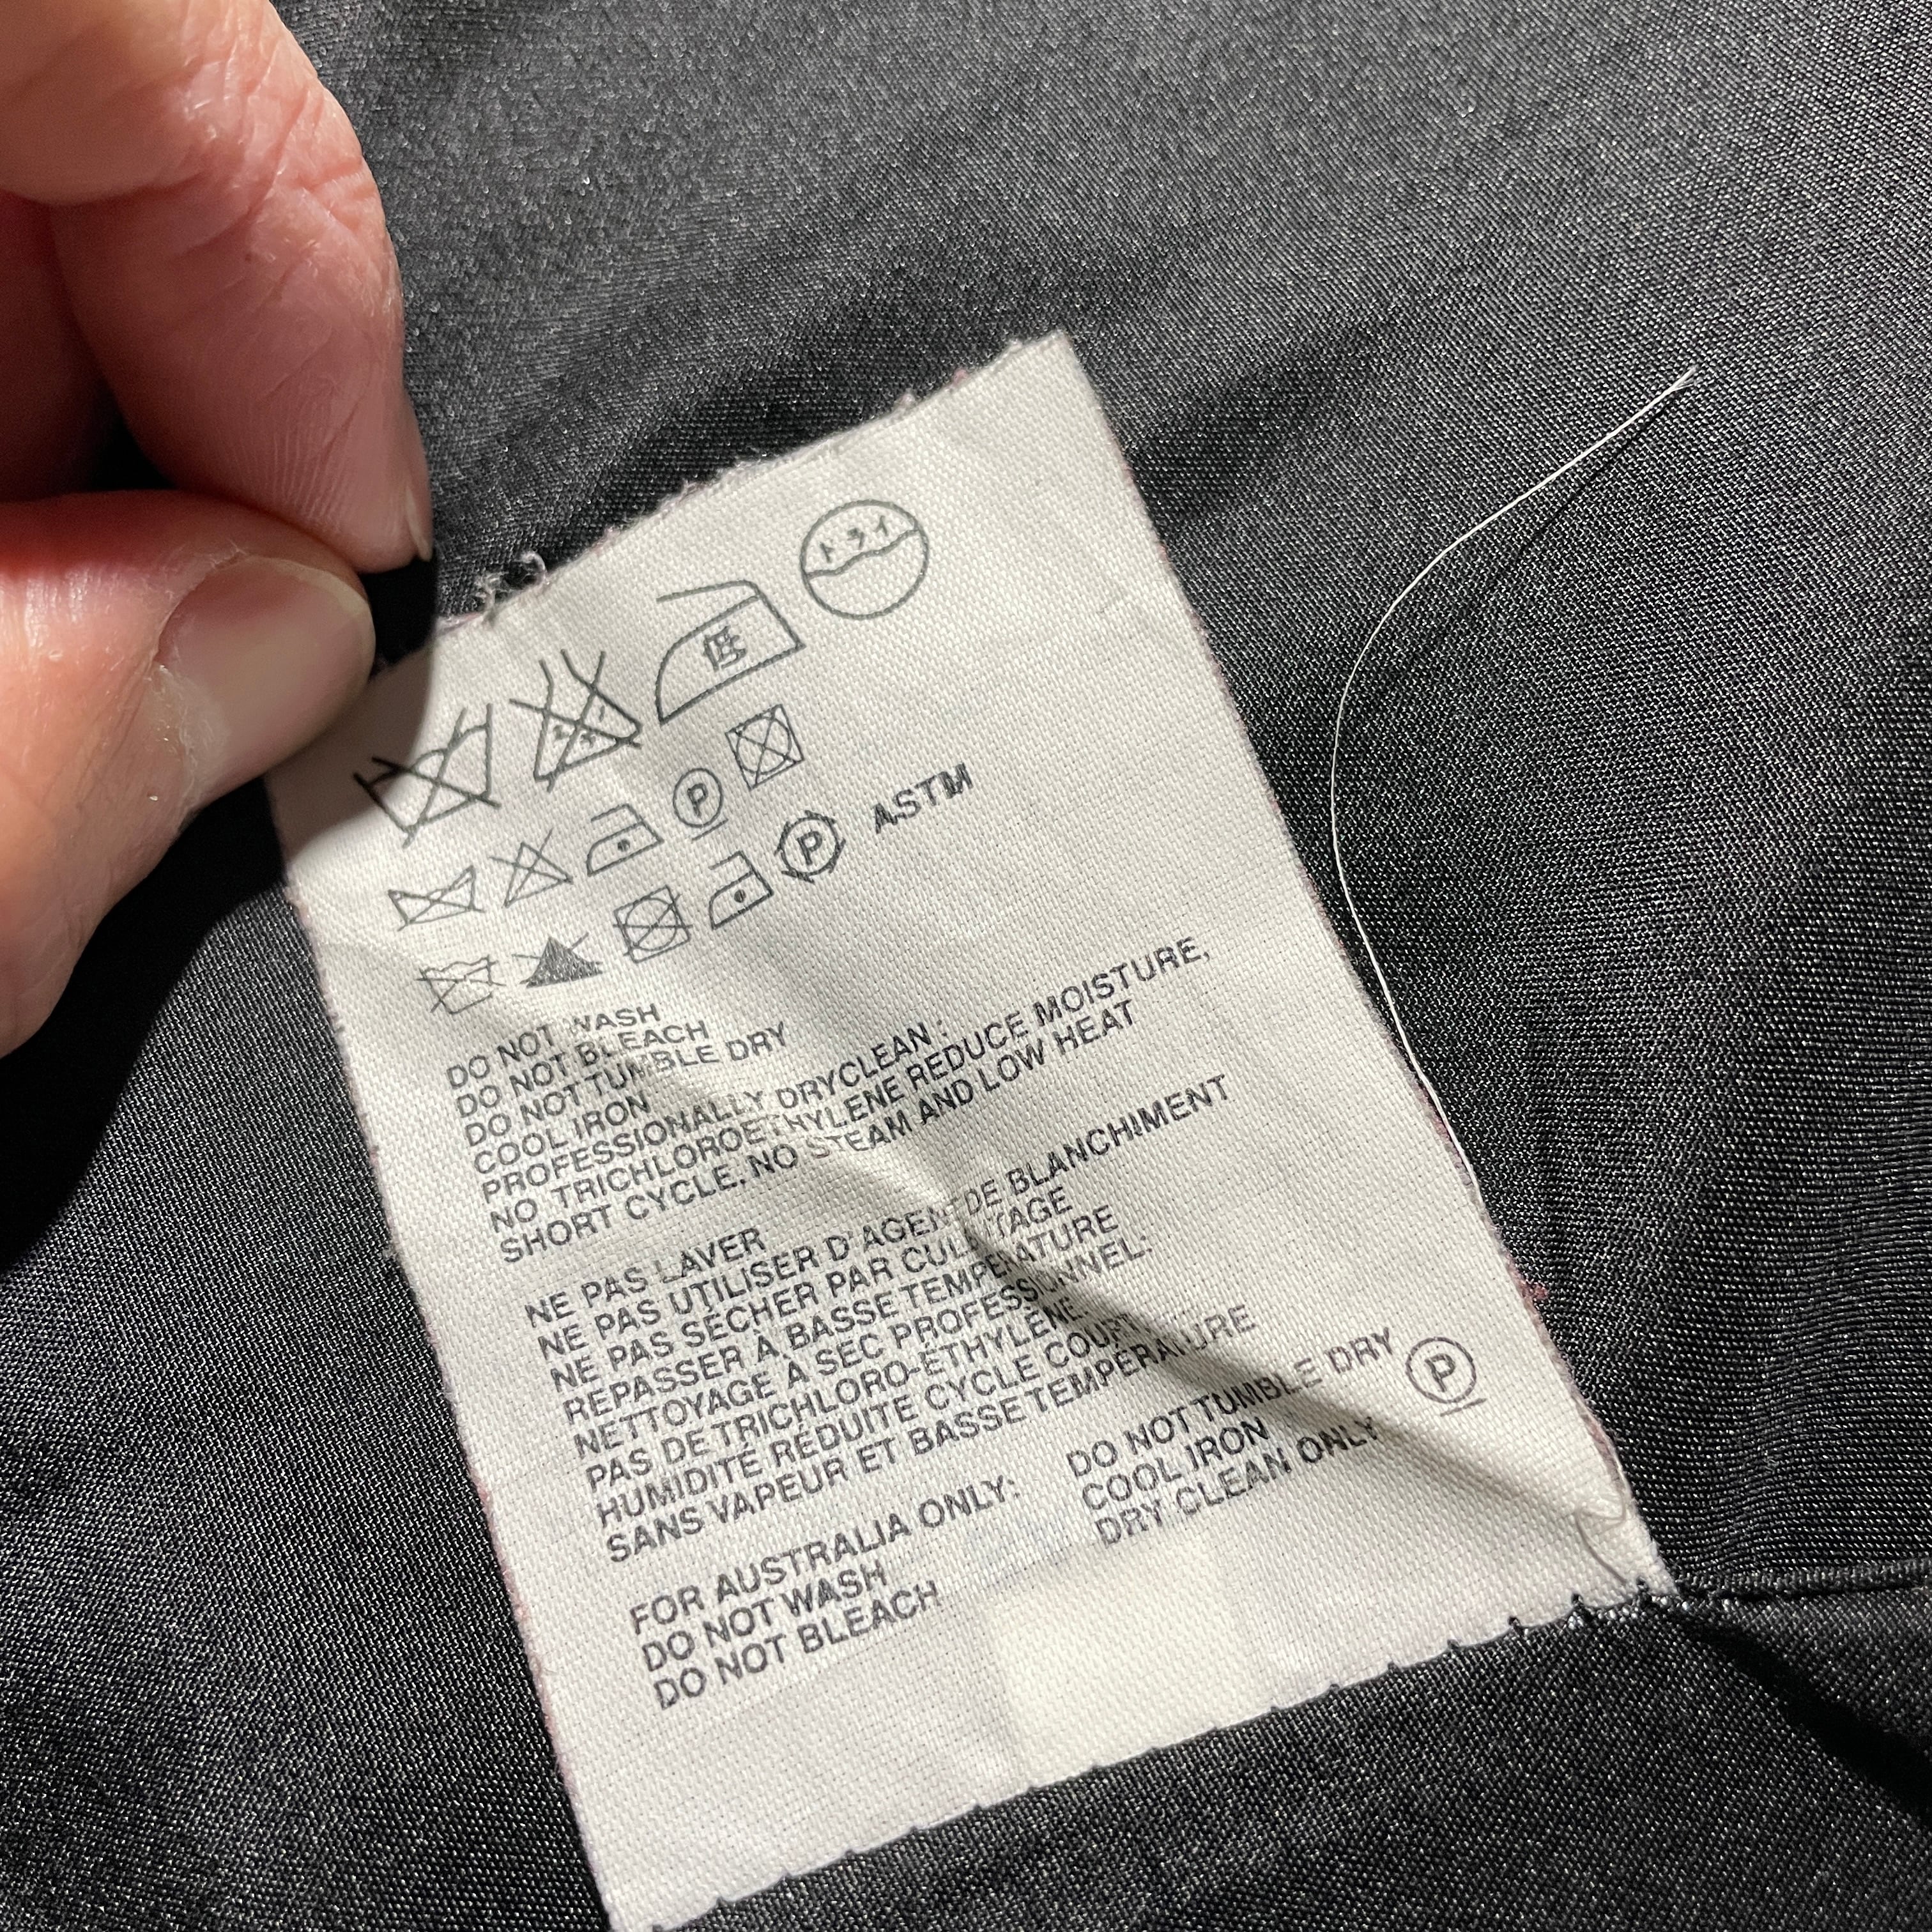 ドライ
低
P
P ASTM
DO NOT WASH
DO NOT BLEACH
DO NOT TUMBLE DRY
COOL IRON
PROFESSIONALLY DRYCLEAN:
NO TRICHLOROETHYLENE REDUCE MOISTURE,
SHORT CYCLE, NO STEAM AND LOW HEAT
NE PAS LAVER
NE PAS UTILISER D'AGENT DE BLANCHIMENT
NE PAS SÉCHER PAR CULBUTAGE
REPASSER À BASSE TEMPÉRATURE
NETTOYAGE A SEC PROFESSIONNEL:
PAS DE TRICHLORO-ÉTHYLÈNE.
HUMIDITÉ RÉDUITE CYCLE COURT
SANS VAPEUR ET BASSE TEMPÉRATURE
FOR AUSTRALIA ONLY:
DO NOT WASH
DO NOT BLEACH
DO NOT TUMBLE DRY
COOL IRON
DRY CLEAN ONLY
P